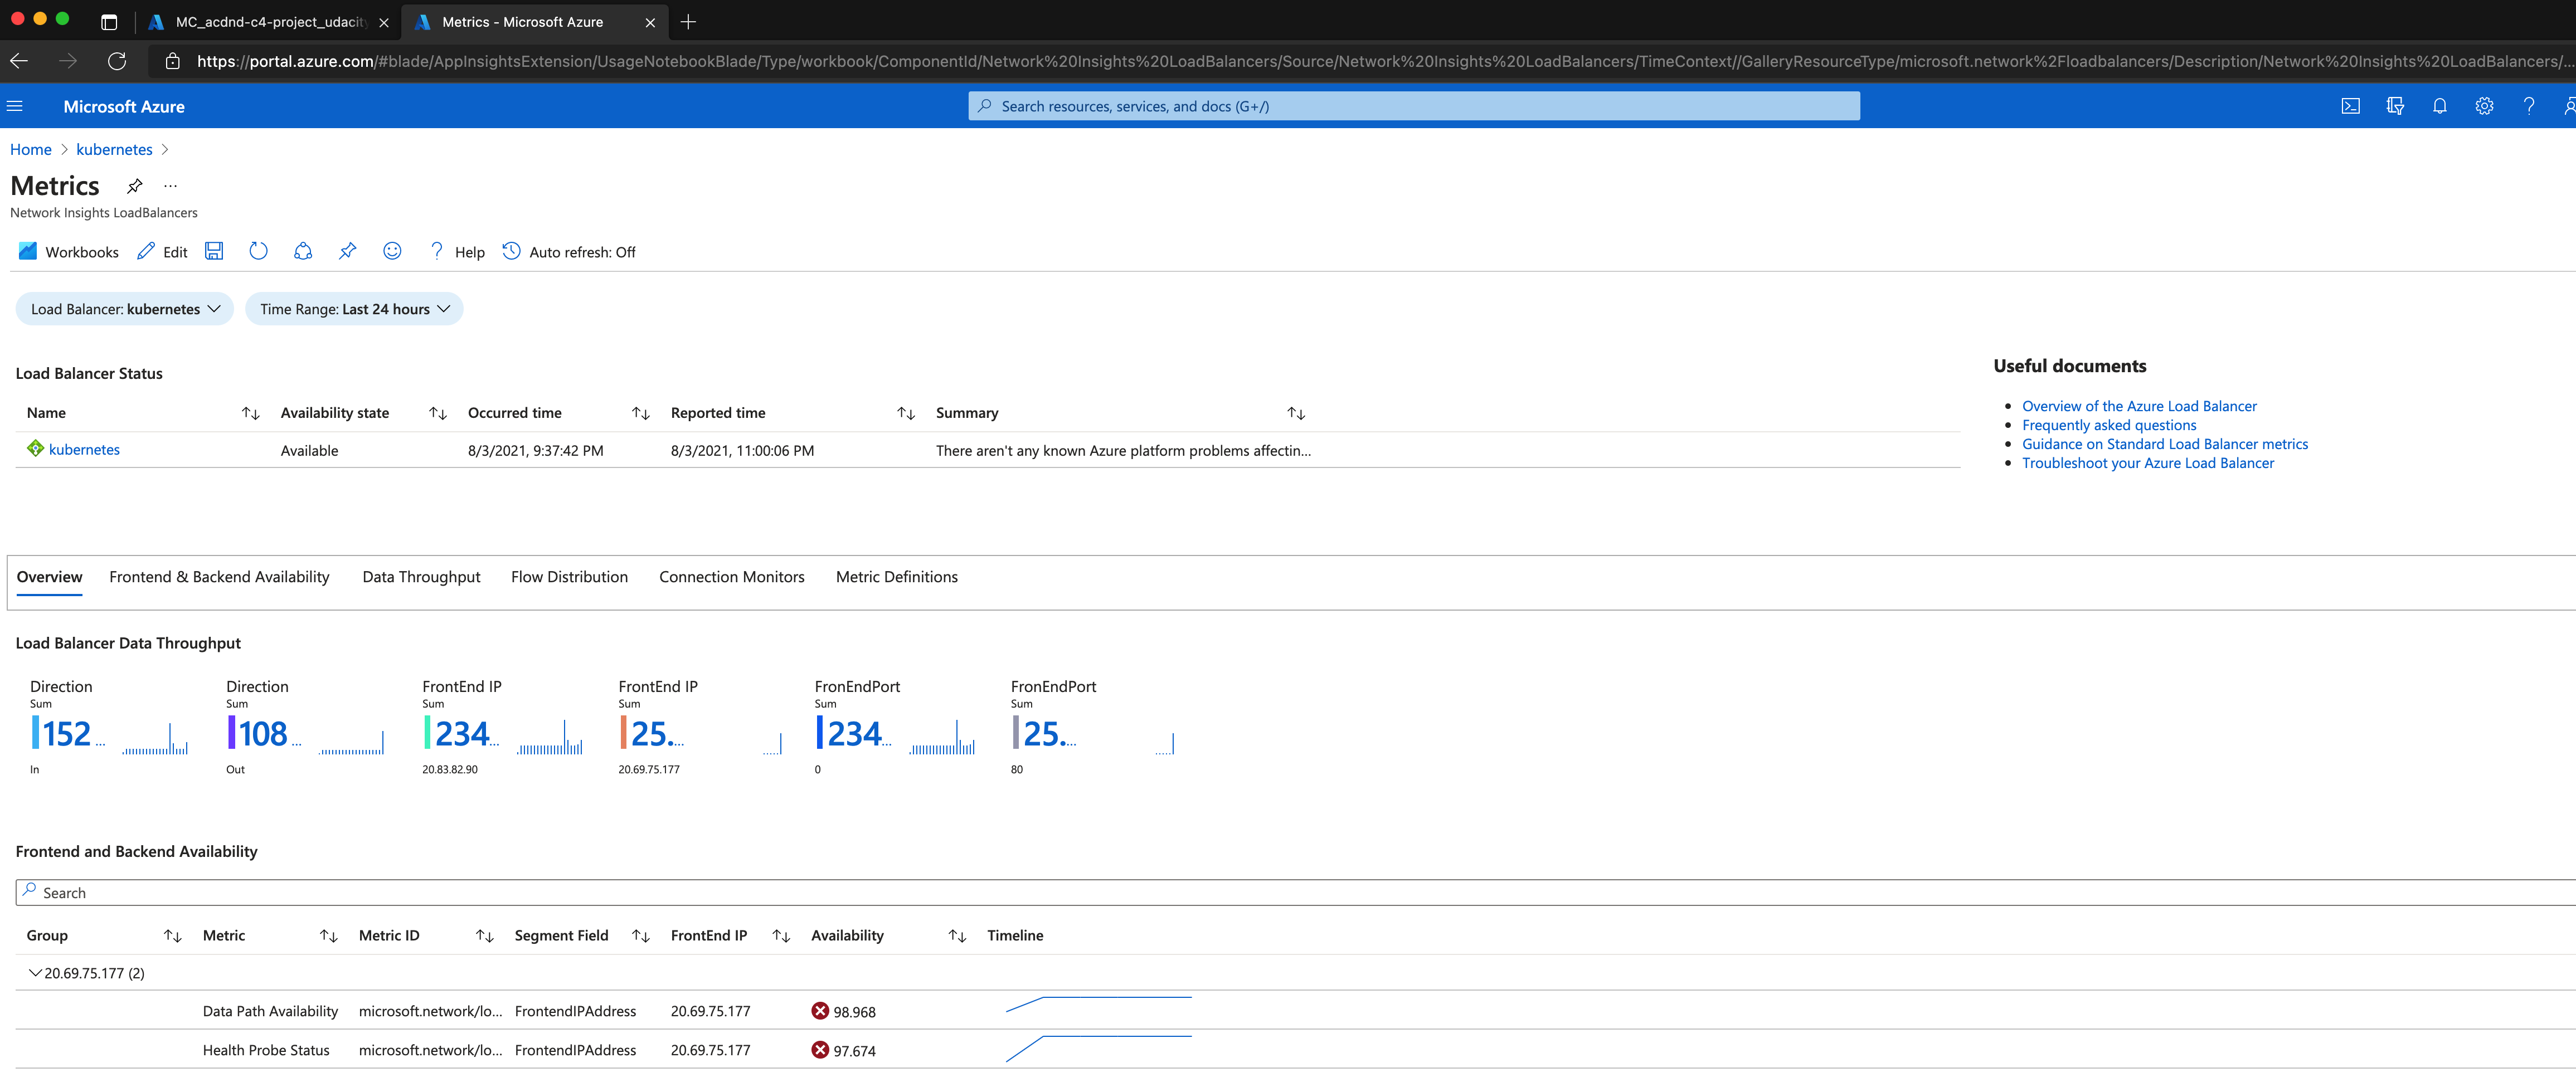 MC_acdnd-c4-project_udacity
Metrics - Microsoft Azure
https://portal.azure.com/#blade/AppInsightsExtension/UsageNotebookBlade/Type/workbook/ComponentId/Network%20Insights%20LoadBalancers/Source/Network%20Insights%20LoadBalancers/TimeContext//GalleryResourceType/microsoft.network%2Floadbalancers/Description/Network%20Insights%20LoadBalancers/...
Microsoft Azure
Search resources, services, and docs (G+/)
Home > kubernetes >
Metrics ...
Network Insights LoadBalancers
Workbooks Edit ? Help Auto refresh: Off
Load Balancer: kubernetes Time Range: Last 24 hours
Useful documents
Load Balancer Status
Name Availability state Occurred time Reported time Summary
Overview of the Azure Load Balancer
Frequently asked questions
Guidance on Standard Load Balancer metrics
Troubleshoot your Azure Load Balancer
kubernetes Available 8/3/2021, 9:37:42 PM 8/3/2021, 11:00:06 PM There aren't any known Azure platform problems affectin...
Overview Frontend & Backend Availability Data Throughput Flow Distribution Connection Monitors Metric Definitions
Load Balancer Data Throughput
Direction Direction FrontEnd IP FrontEnd IP FronEndPort FronEndPort
Sum Sum Sum Sum Sum Sum
152... 108... 234... 25.... 234... 25....
In Out 20.83.82.90 20.69.75.177 0 80
Frontend and Backend Availability
Search
Group Metric Metric ID Segment Field FrontEnd IP Availability Timeline
20.69.75.177 (2)
Data Path Availability microsoft.network/lo... FrontendIPAddress 20.69.75.177 98.968
Health Probe Status microsoft.network/lo... FrontendIPAddress 20.69.75.177 97.674